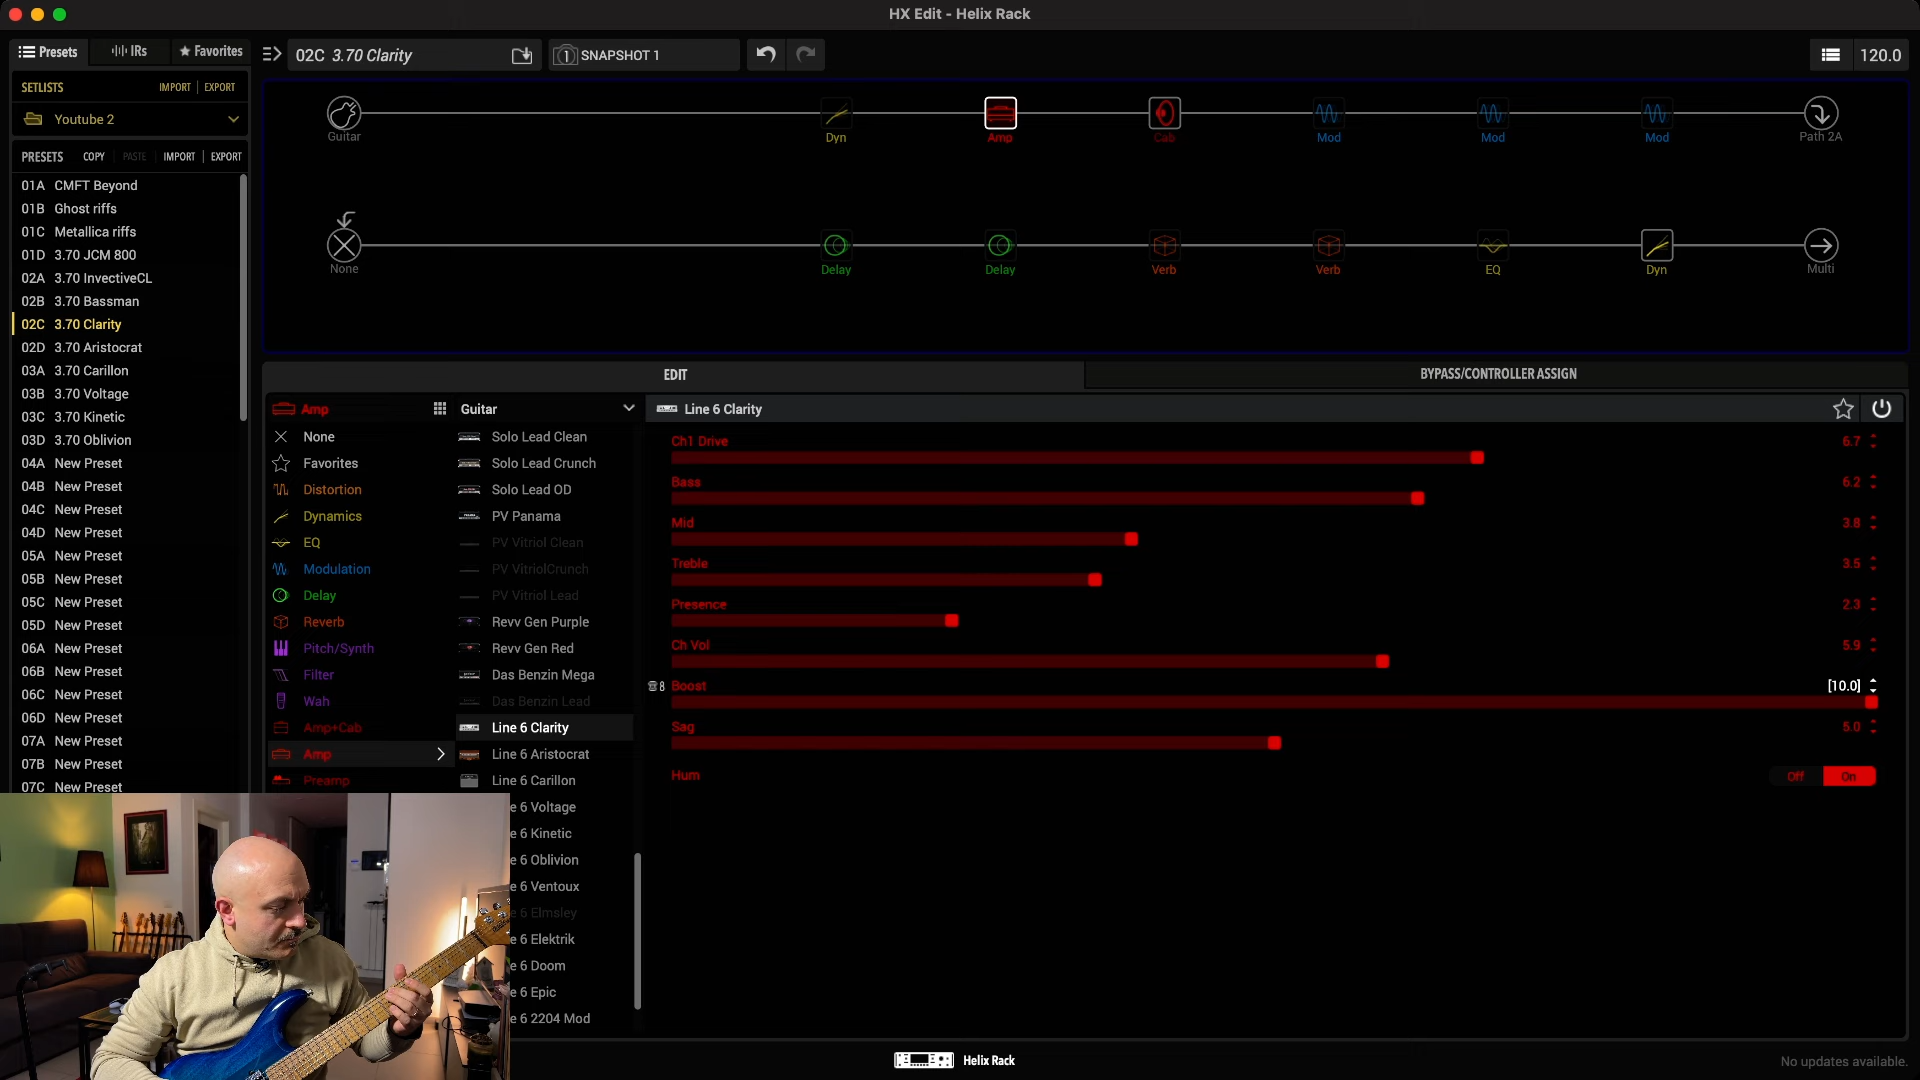 HX Edit - Helix Rack
Presets
IRs
Favorites
02C 3.70 Clarity
1 SNAPSHOT 1
120.0
SETLISTS
IMPORT | EXPORT
Youtube 2
PRESETS
COPY | PASTE | IMPORT | EXPORT
01A CMFT Beyond
01B Ghost riffs
01C Metallica riffs
01D 3.70 JCM 800
02A 3.70 InvectiveCL
02B 3.70 Bassman
02C 3.70 Clarity
02D 3.70 Aristocrat
03A 3.70 Carillon
03B 3.70 Voltage
03C 3.70 Kinetic
03D 3.70 Oblivion
04A New Preset
04B New Preset
04C New Preset
04D New Preset
05A New Preset
05B New Preset
05C New Preset
05D New Preset
06A New Preset
06B New Preset
06C New Preset
06D New Preset
07A New Preset
07B New Preset
07C New Preset
Guitar
Dyn
Amp
Cab
Mod
Mod
Mod
Path 2A
None
Delay
Delay
Verb
Verb
EQ
Dyn
Multi
EDIT
BYPASS/CONTROLLER ASSIGN
Amp
None
Favorites
Distortion
Dynamics
EQ
Modulation
Delay
Reverb
Pitch/Synth
Filter
Wah
Amp+Cab
Amp
Preamp
Guitar
Solo Lead Clean
Solo Lead Crunch
Solo Lead OD
PV Panama
PV Vitriol Clean
PV VitriolCrunch
PV Vitriol Lead
Revv Gen Purple
Revv Gen Red
Das Benzin Mega
Das Benzin Lead
Line 6 Clarity
Line 6 Aristocrat
Line 6 Carillon
e 6 Voltage
e 6 Kinetic
e 6 Oblivion
e 6 Ventoux
e 6 Elmsley
e 6 Elektrik
e 6 Doom
e 6 Epic
e 6 2204 Mod
Line 6 Clarity
Ch1 Drive 6.7
Bass 6.2
Mid 3.8
Treble 3.5
Presence 2.3
Ch Vol 5.9
8 Boost [10.0]
Sag 5.0
Hum Off On
Helix Rack
No updates available.